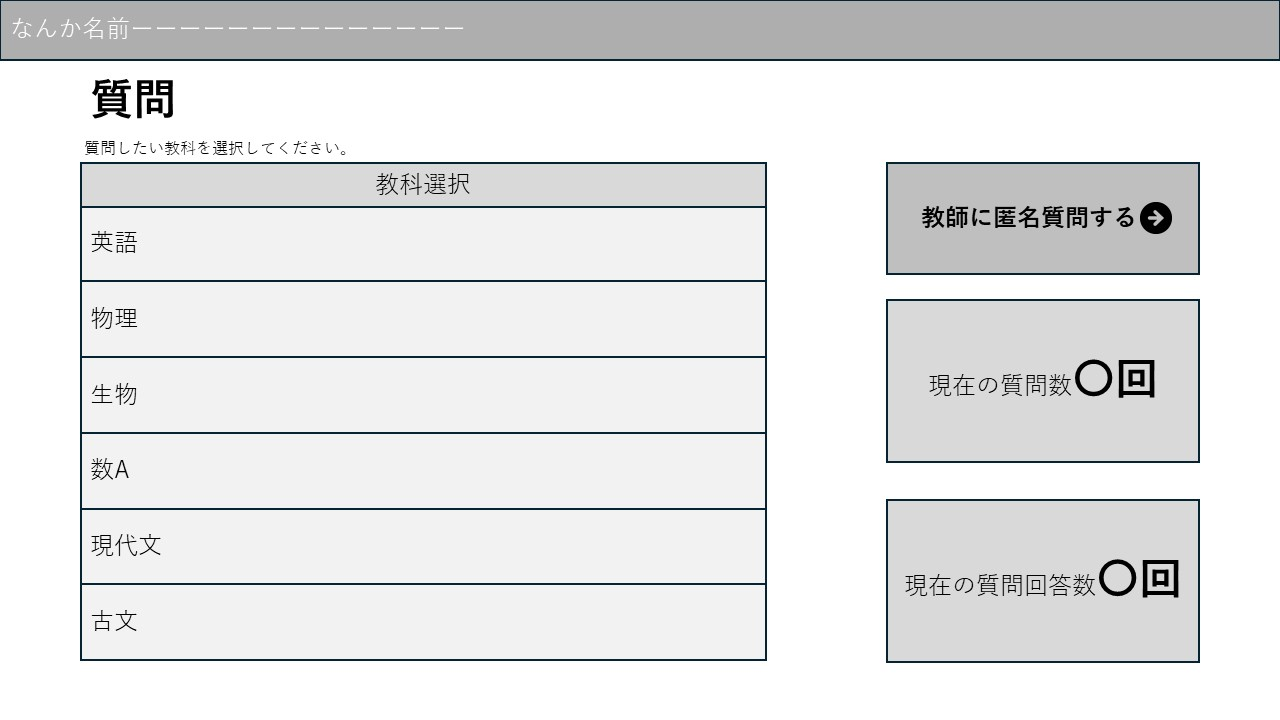 なんか名前ーーーーーーーーーーーーーー
質問
質問したい教科を選択してください。
教科選択
英語
物理
生物
数A
現代文
古文
教師に匿名質問する
現在の質問数〇回
現在の質問回答数〇回